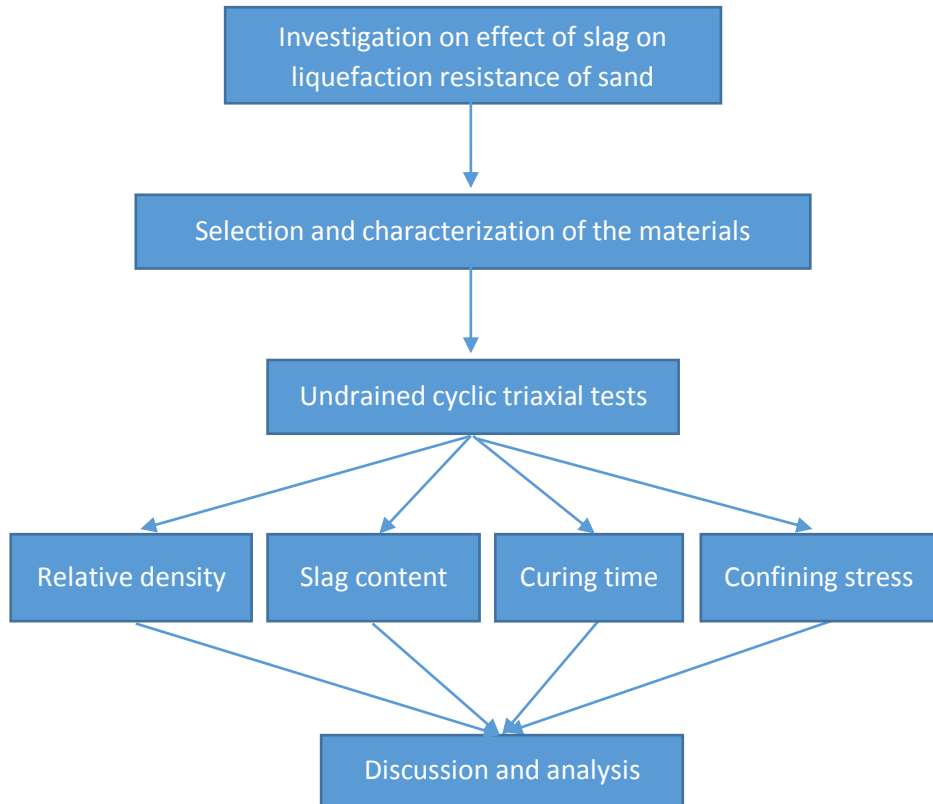 Investigation on effect of slag on
liquefaction resistance of sand
Selection and characterization of the materials
Undrained cyclic triaxial tests
Relative density
Slag content
Curing time
Confining stress
Discussion and analysis